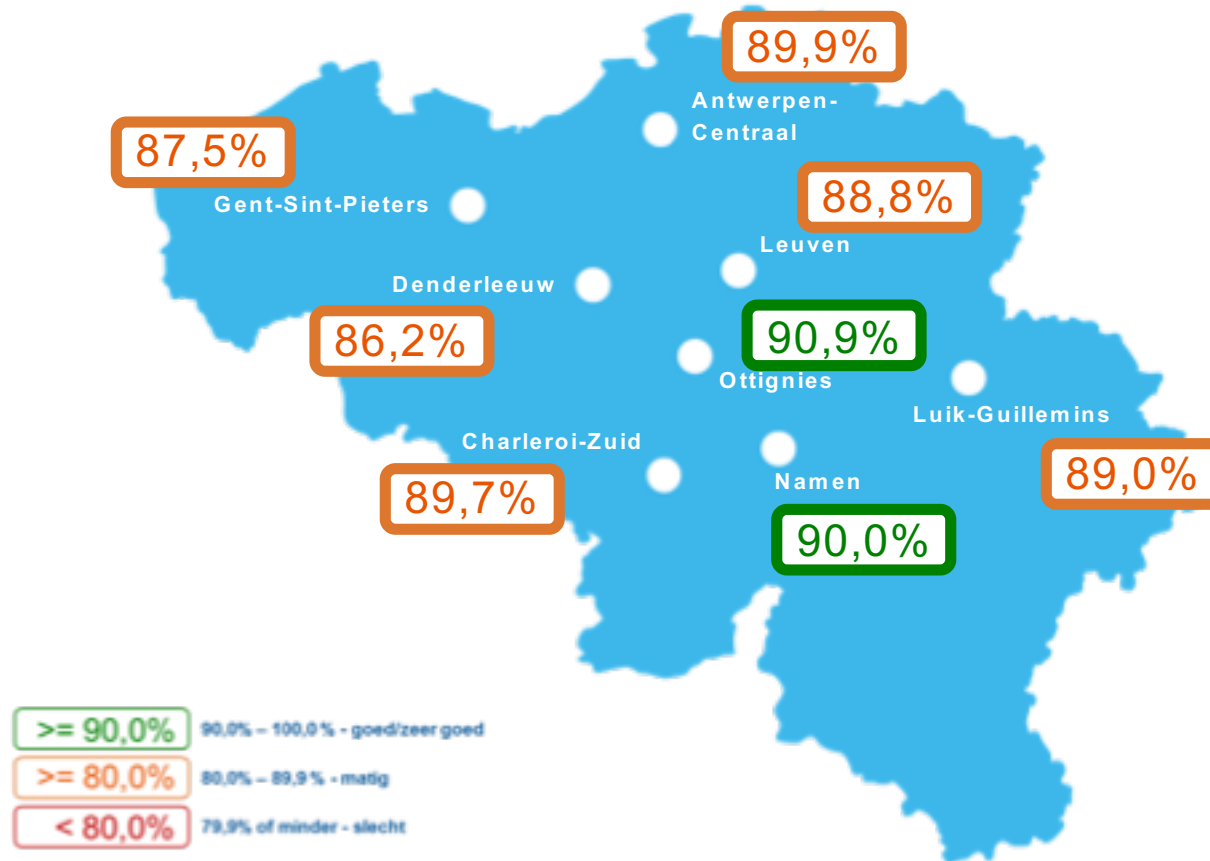 89,9%
Antwerpen-
Centraal
87,5%
88,8%
Gent-Sint-Pieters
Leuven
Denderleeuw
86,2%
90,9%
Ottignies
Luik-Guillemins
Charleroi-Zuid
89,7%
Namen
89,0%
90,0%
>= 90,0% 90,0% – 100,0 % - goed/zeer goed
>= 80,0% 80,0% – 89,9 % - matig
< 80,0% 79,9% of minder - slecht